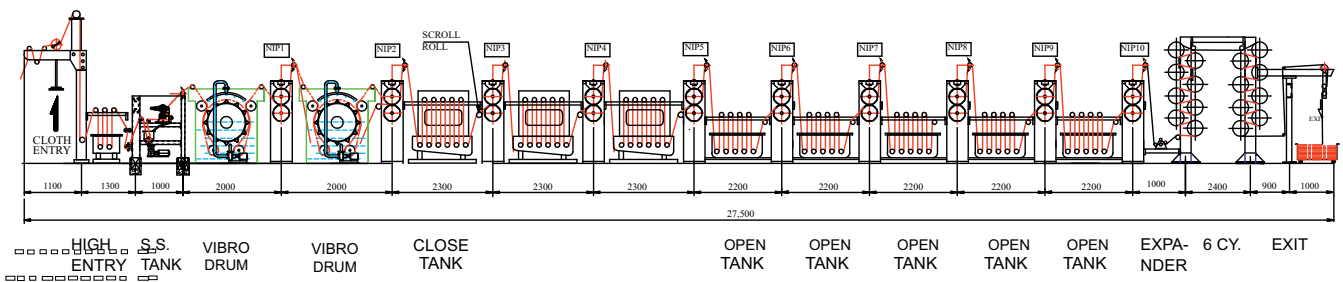 SCROLL
ROLL
NIP1
NIP2
NIP3
NIP4
NIP5
NIP6
NIP7
NIP8
NIP9
NIP10
CLOTH
ENTRY
EXIT
1100
1300
1000
2000
2000
2300
2300
2300
2200
2200
2200
2200
2200
1000
2400
900
1000
27,500
HIGH
ENTRY
S.S.
TANK
VIBRO
DRUM
VIBRO
DRUM
CLOSE
TANK
OPEN
TANK
OPEN
TANK
OPEN
TANK
OPEN
TANK
OPEN
TANK
EXPA-
NDER
6 CY.
EXIT